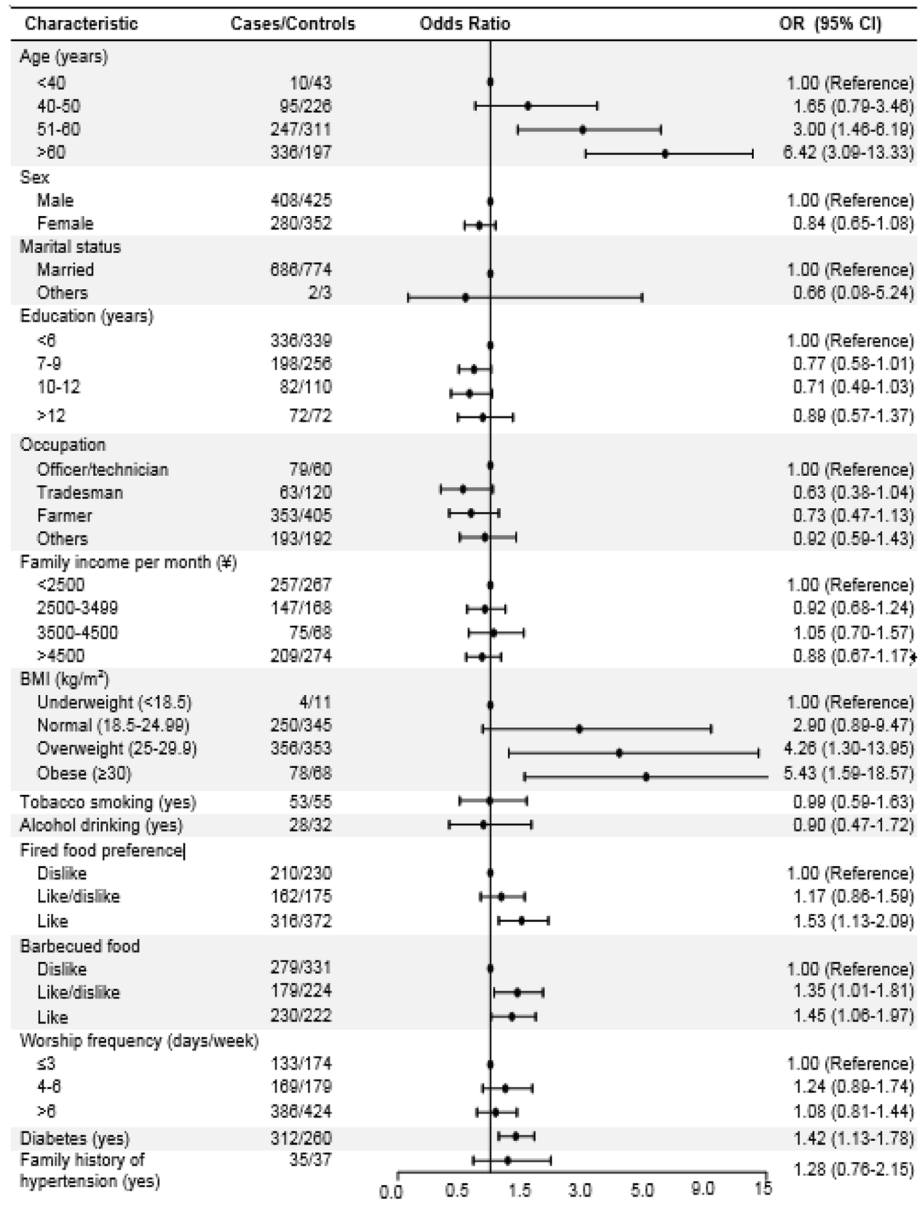 Characteristic Cases/Controls Odds Ratio OR (95% CI)
Age (years)
<40 10/43 1.00 (Reference)
40-50 95/226 1.65 (0.79-3.46)
51-60 247/311 3.00 (1.46-6.19)
>60 336/197 6.42 (3.09-13.33)
Sex
Male 408/425 1.00 (Reference)
Female 280/352 0.84 (0.65-1.08)
Marital status
Married 686/774 1.00 (Reference)
Others 2/3 0.66 (0.08-5.24)
Education (years)
<6 336/339 1.00 (Reference)
7-9 198/256 0.77 (0.58-1.01)
10-12 82/110 0.71 (0.49-1.03)
>12 72/72 0.89 (0.57-1.37)
Occupation
Officer/technician 79/60 1.00 (Reference)
Tradesman 63/120 0.63 (0.38-1.04)
Farmer 353/405 0.73 (0.47-1.13)
Others 193/192 0.92 (0.59-1.43)
Family income per month (¥)
<2500 257/267 1.00 (Reference)
2500-3499 147/168 0.92 (0.68-1.24)
3500-4500 75/68 1.05 (0.70-1.57)
>4500 209/274 0.88 (0.67-1.17)
BMI (kg/m²)
Underweight (<18.5) 4/11 1.00 (Reference)
Normal (18.5-24.99) 250/345 2.90 (0.89-9.47)
Overweight (25-29.9) 356/353 4.26 (1.30-13.95)
Obese (≥30) 78/68 5.43 (1.59-18.57)
Tobacco smoking (yes) 53/55 0.99 (0.59-1.63)
Alcohol drinking (yes) 28/32 0.90 (0.47-1.72)
Fired food preference
Dislike 210/230 1.00 (Reference)
Like/dislike 162/175 1.17 (0.86-1.59)
Like 316/372 1.53 (1.13-2.09)
Barbecued food
Dislike 279/331 1.00 (Reference)
Like/dislike 179/224 1.35 (1.01-1.81)
Like 230/222 1.45 (1.06-1.97)
Worship frequency (days/week)
≤3 133/174 1.00 (Reference)
4-6 169/179 1.24 (0.89-1.74)
>6 386/424 1.08 (0.81-1.44)
Diabetes (yes) 312/260 1.42 (1.13-1.78)
Family history of 35/37
hypertension (yes) 1.28 (0.76-2.15)
0.0 0.5 1.5 3.0 5.0 9.0 15